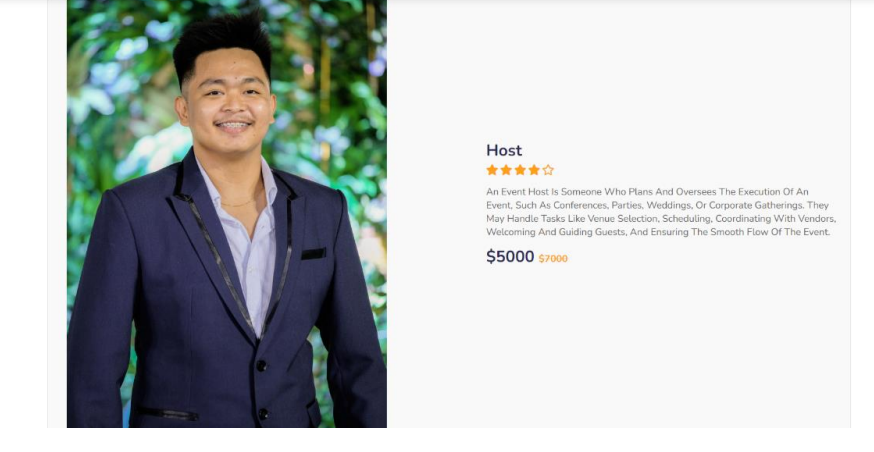 Host
An Event Host Is Someone Who Plans And Oversees The Execution Of An
Event, Such As Conferences, Parties, Weddings, Or Corporate Gatherings. They
May Handle Tasks Like Venue Selection, Scheduling, Coordinating With Vendors,
Welcoming And Guiding Guests, And Ensuring The Smooth Flow Of The Event.
$5000 $7000